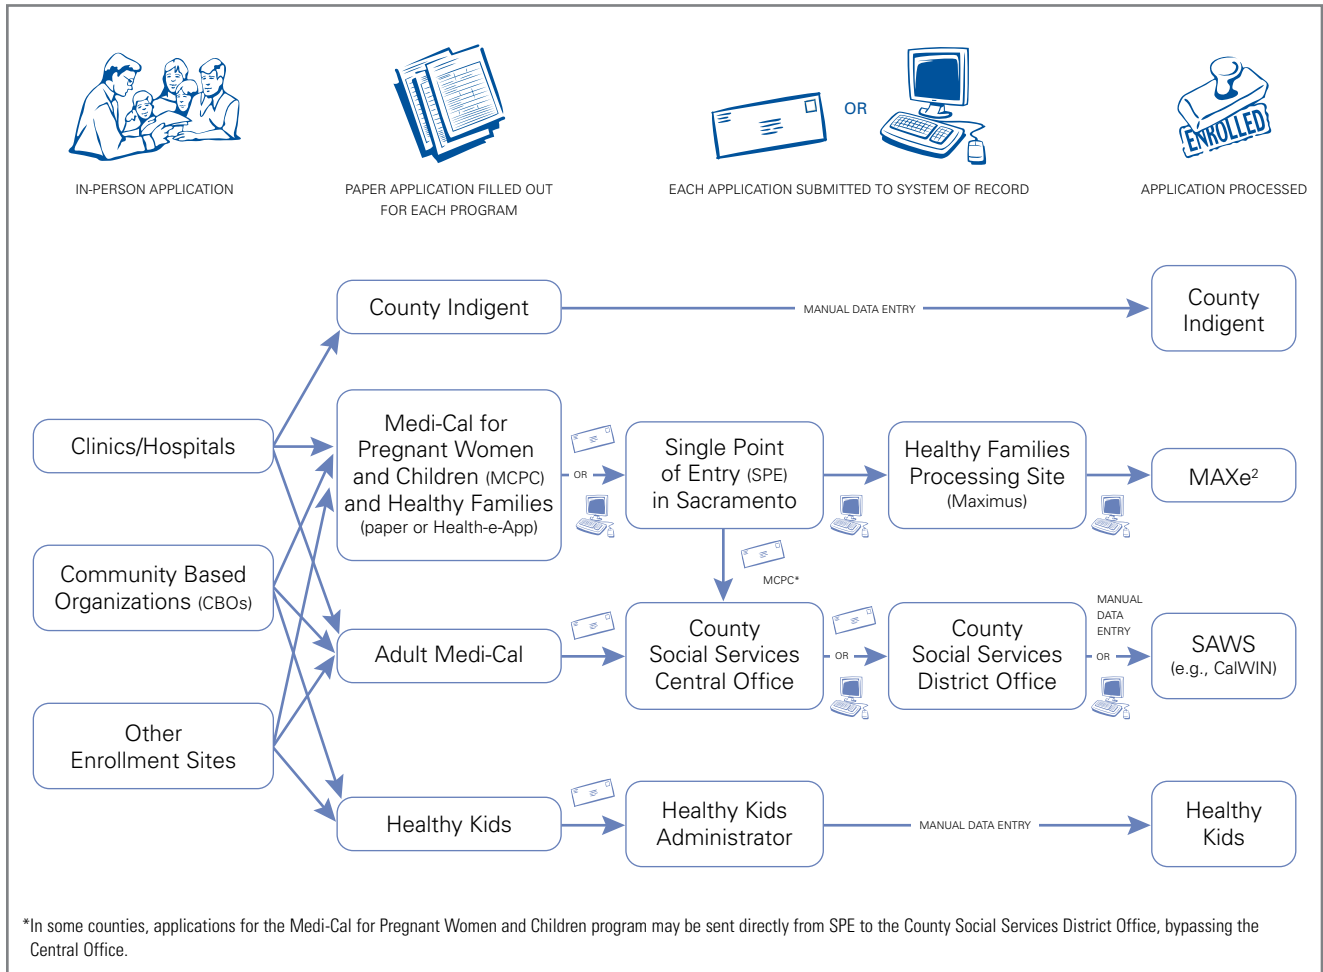 OR
ENROLLED
IN-PERSON APPLICATION
PAPER APPLICATION FILLED OUT
FOR EACH PROGRAM
EACH APPLICATION SUBMITTED TO SYSTEM OF RECORD
APPLICATION PROCESSED
County Indigent
MANUAL DATA ENTRY
County
Indigent
Clinics/Hospitals
Medi-Cal for
Pregnant Women
and Children (MCPC)
and Healthy Families
(paper or Health-e-App)
OR
Single Point
of Entry (SPE)
in Sacramento
Healthy Families
Processing Site
(Maximus)
MAXe²
MCPC*
Community Based
Organizations (CBOs)
Adult Medi-Cal
County
Social Services
Central Office
OR
County
Social Services
District Office
MANUAL
DATA
ENTRY
OR
SAWS
(e.g., CalWIN)
Other
Enrollment Sites
Healthy Kids
Healthy Kids
Administrator
MANUAL DATA ENTRY
Healthy
Kids
*In some counties, applications for the Medi-Cal for Pregnant Women and Children program may be sent directly from SPE to the County Social Services District Office, bypassing the
Central Office.